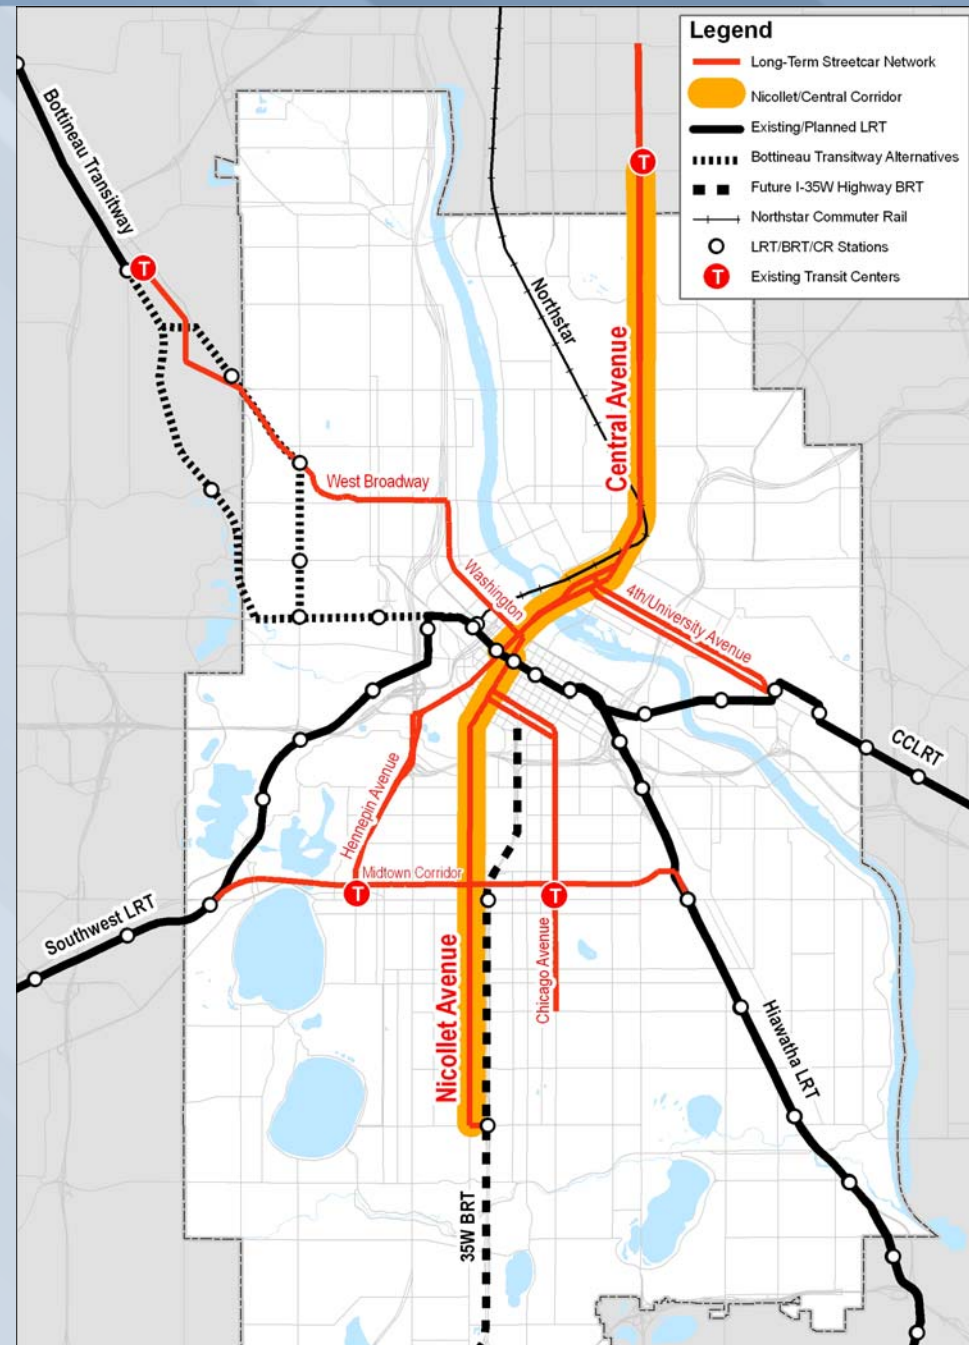 Legend
Long-Term Streetcar Network
Nicollet/Central Corridor
Existing/Planned LRT
Bottineau Transitway Alternatives
Future I-35W Highway BRT
Northstar Commuter Rail
LRT/BRT/CR Stations
T
Existing Transit Centers
Bottineau Transitway
T
T
Northstar
Central Avenue
West Broadway
Washington
4th/University Avenue
CCLRT
Hennepin Avenue
Midtown Corridor
T
T
Southwest LRT
Nicollet Avenue
Chicago Avenue
Hiawatha LRT
35W BRT